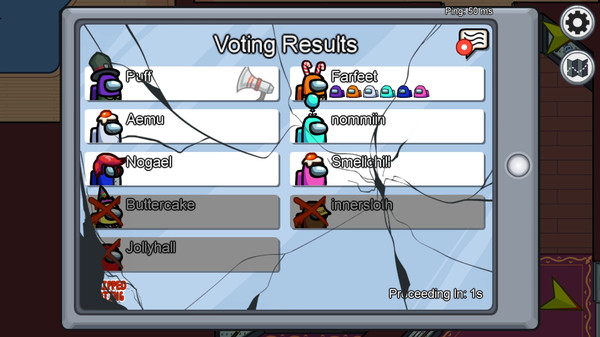 Ping: 50 ms
Voting Results
Puff
Farfeet
Aemu
nommiin
Nogael
Smellchill
Buttercake
innersloth
Jollyhall
Proceeding In: 1s